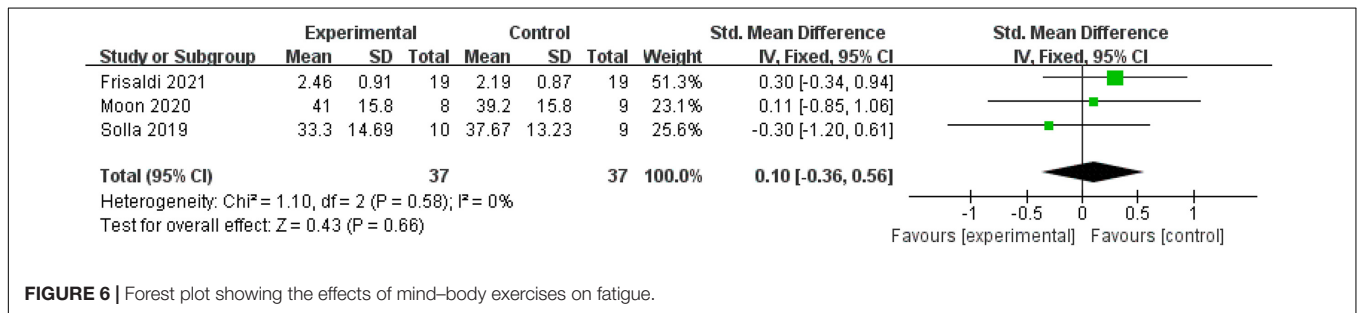 Experimental Control Std. Mean Difference Std. Mean Difference
Study or Subgroup Mean SD Total Mean SD Total Weight IV, Fixed, 95% CI IV, Fixed, 95% CI
Frisaldi 2021 2.46 0.91 19 2.19 0.87 19 51.3% 0.30 [-0.34, 0.94]
Moon 2020 41 15.8 8 39.2 15.8 9 23.1% 0.11 [-0.85, 1.06]
Solla 2019 33.3 14.69 10 37.67 13.23 9 25.6% -0.30 [-1.20, 0.61]
Total (95% CI) 37 37 100.0% 0.10 [-0.36, 0.56]
Heterogeneity: Chi² = 1.10, df = 2 (P = 0.58); I² = 0%
Test for overall effect: Z = 0.43 (P = 0.66)
-1 -0.5 0 0.5 1
Favours [experimental] Favours [control]
FIGURE 6 | Forest plot showing the effects of mind–body exercises on fatigue.